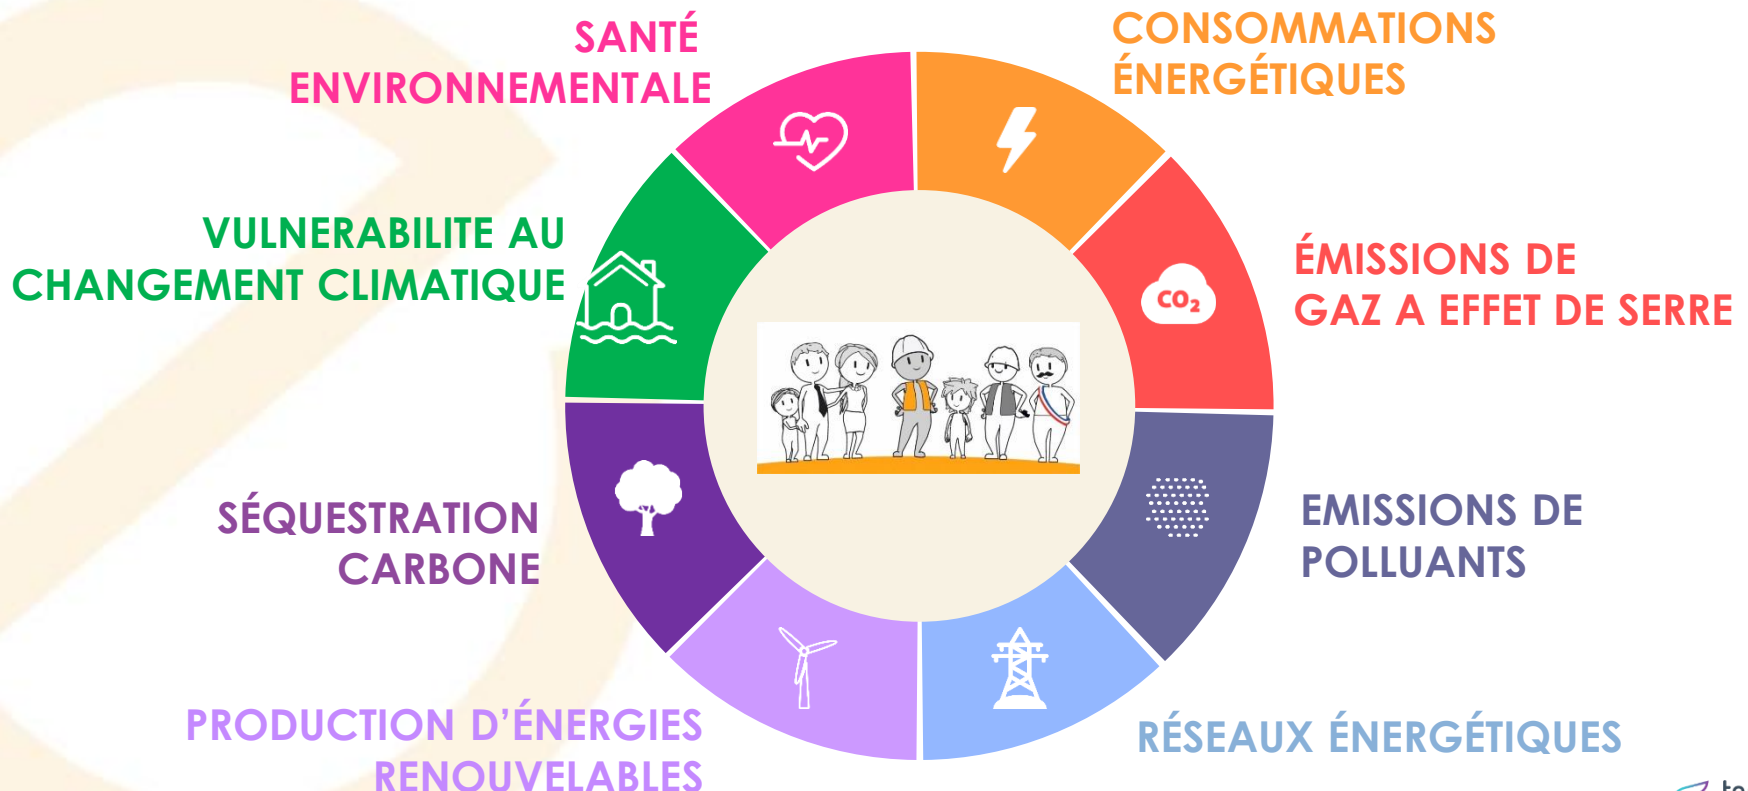 SANTÉ
ENVIRONNEMENTALE
CONSOMMATIONS
ÉNERGÉTIQUES
VULNERABILITE AU
CHANGEMENT CLIMATIQUE
ÉMISSIONS DE
GAZ A EFFET DE SERRE
CO₂
SÉQUESTRATION
CARBONE
EMISSIONS DE
POLLUANTS
PRODUCTION D’ÉNERGIES
RENOUVELABLES
RÉSEAUX ÉNERGÉTIQUES